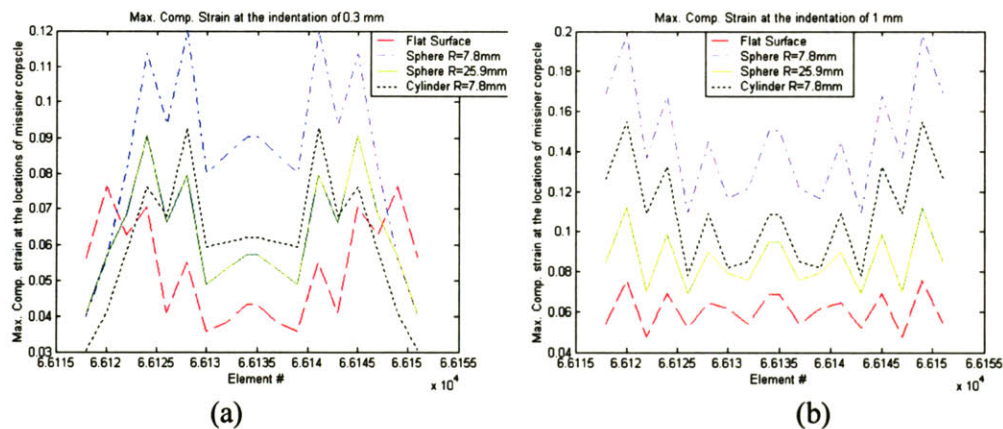 Max. Comp. Strain at the indentation of 0.3 mm
Max. Comp. strain at the locations of missiner corpscle
0.12
0.11
0.1
0.09
0.08
0.07
0.06
0.05
0.04
0.03
Flat Surface
Sphere R=7.8mm
Sphere R=25.9mm
Cylinder R=7.8mm
6.6115 6.612 6.6125 6.613 6.6135 6.614 6.6145 6.615 6.6155
Element #
x 10⁴
(a)
Max. Comp. Strain at the indentation of 1 mm
Max. Comp. strain at the locations of missiner corpscle
0.2
0.18
0.16
0.14
0.12
0.1
0.08
0.06
0.04
Flat Surface
Sphere R=7.8mm
Sphere R=25.9mm
Cylinder R=7.8mm
6.6115 6.612 6.6125 6.613 6.6135 6.614 6.6145 6.615 6.6155
Element #
x 10⁴
(b)